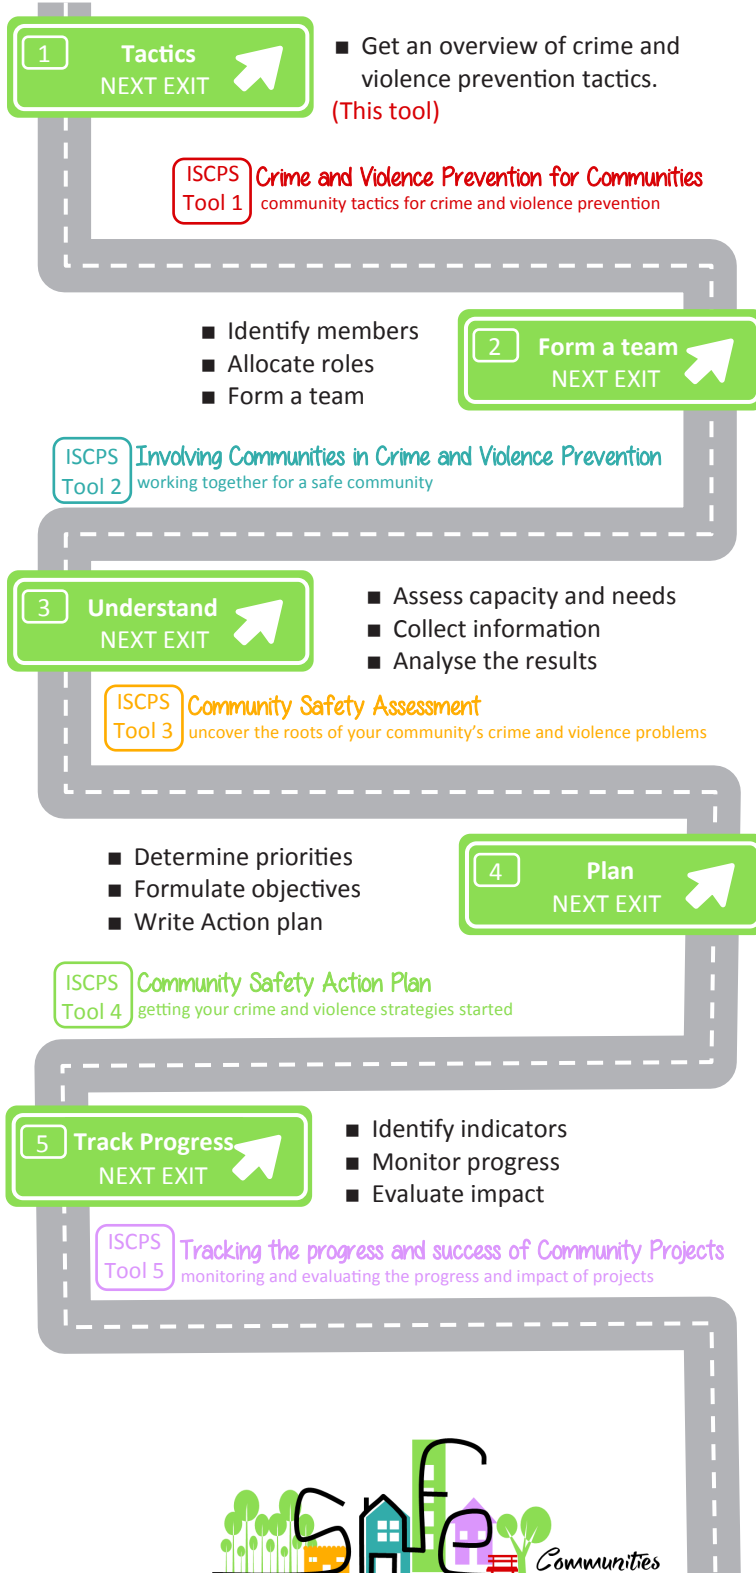 1
Tactics
NEXT EXIT
■ Get an overview of crime and
violence prevention tactics.
(This tool)
ISCPS
Tool 1
Crime and Violence Prevention for Communities
community tactics for crime and violence prevention
■ Identify members
■ Allocate roles
■ Form a team
2
Form a team
NEXT EXIT
ISCPS
Tool 2
Involving Communities in Crime and Violence Prevention
working together for a safe community
3
Understand
NEXT EXIT
■ Assess capacity and needs
■ Collect information
■ Analyse the results
ISCPS
Tool 3
Community Safety Assessment
uncover the roots of your community's crime and violence problems
■ Determine priorities
■ Formulate objectives
■ Write Action plan
4
Plan
NEXT EXIT
ISCPS
Tool 4
Community Safety Action Plan
getting your crime and violence strategies started
5
Track Progress
NEXT EXIT
■ Identify indicators
■ Monitor progress
■ Evaluate impact
ISCPS
Tool 5
Tracking the progress and success of Community Projects
monitoring and evaluating the progress and impact of projects
safe
Communities